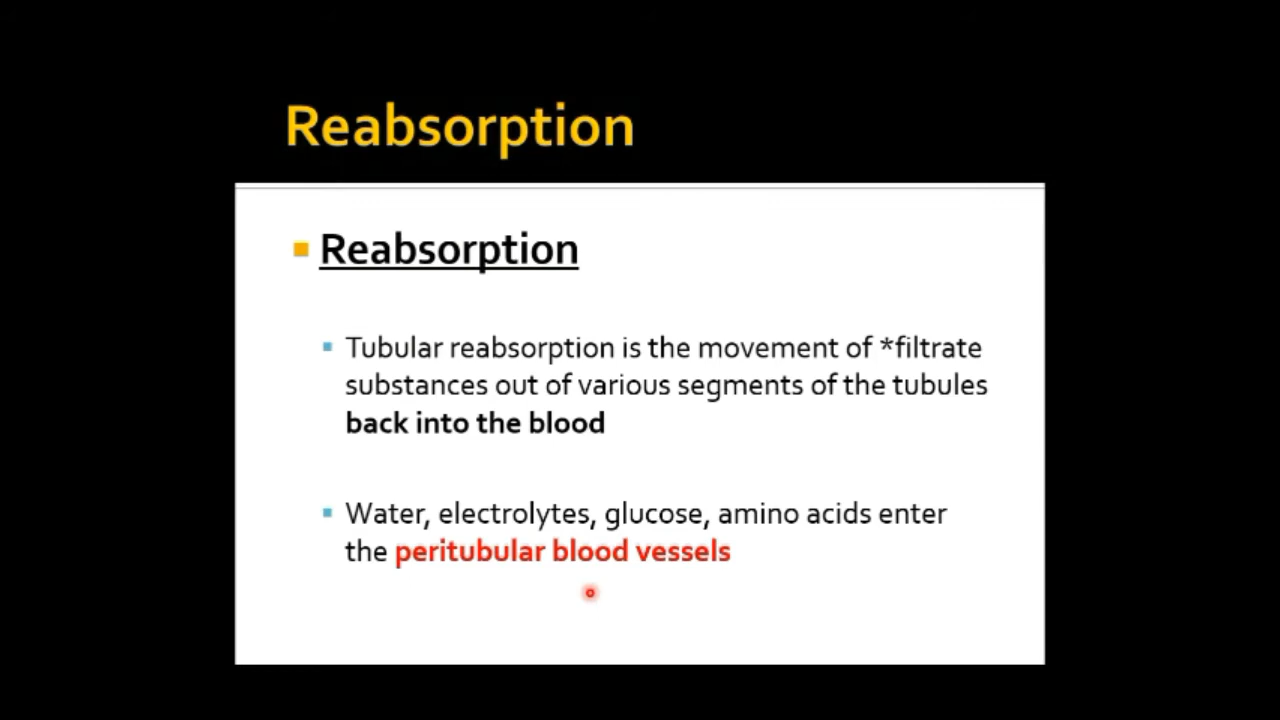 Reabsorption
Reabsorption
Tubular reabsorption is the movement of *filtrate
substances out of various segments of the tubules
back into the blood
Water, electrolytes, glucose, amino acids enter
the peritubular blood vessels